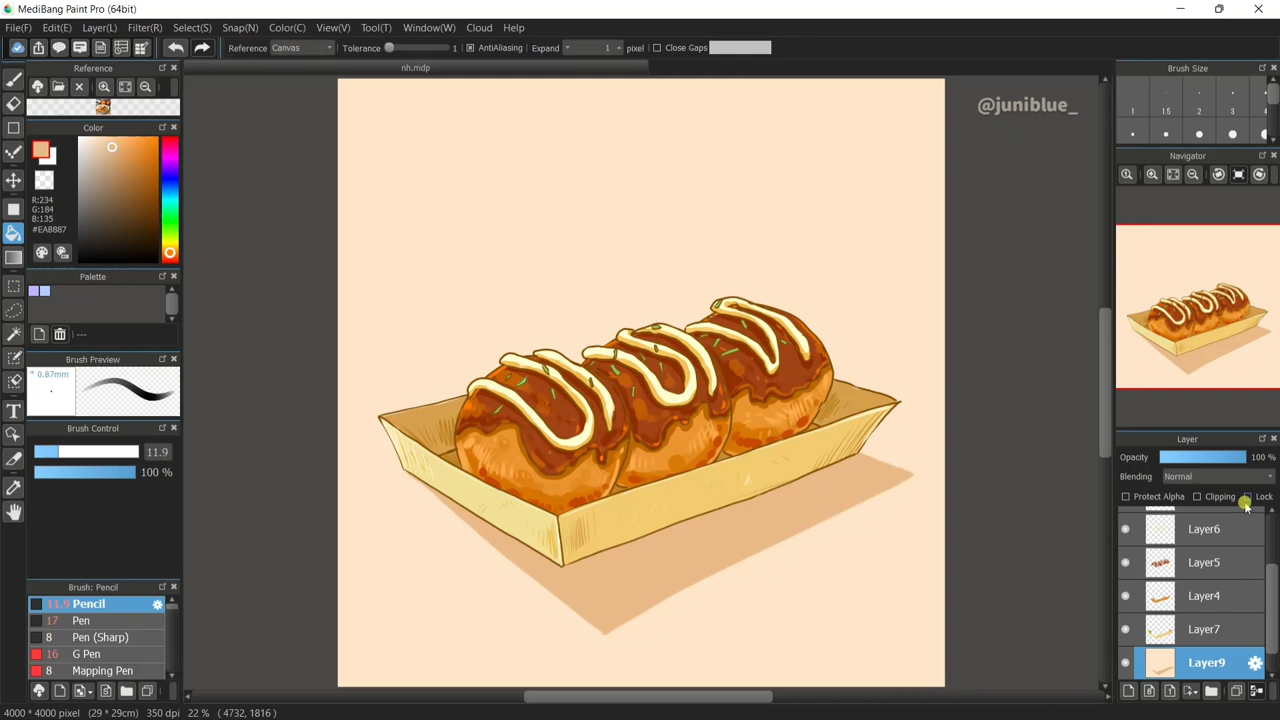 MediBang Paint Pro (64bit)
File(F) Edit(E) Layer(L) Filter(R) Select(S) Snap(N) Color(C) View(V) Tool(T) Window(W) Cloud Help
Reference Canvas Tolerance 1 AntiAliasing Expand 1 pixel Close Gaps
Reference
nh.mdp
Brush Size
@juniblue_
1 1.5 2 3 4
Color
Navigator
R:234
G:184
B:135
#EAB887
Palette
---
Brush Preview
* 0.87mm
Brush Control
11.9
100 %
Layer
Opacity 100 %
Blending Normal
Protect Alpha Clipping Lock
Layer6
Layer5
Layer4
Layer7
Layer9
Brush: Pencil
11.9 Pencil
17 Pen
8 Pen (Sharp)
16 G Pen
8 Mapping Pen
4000 * 4000 pixel (29 * 29cm) 350 dpi 22 % ( 4732, 1816 )